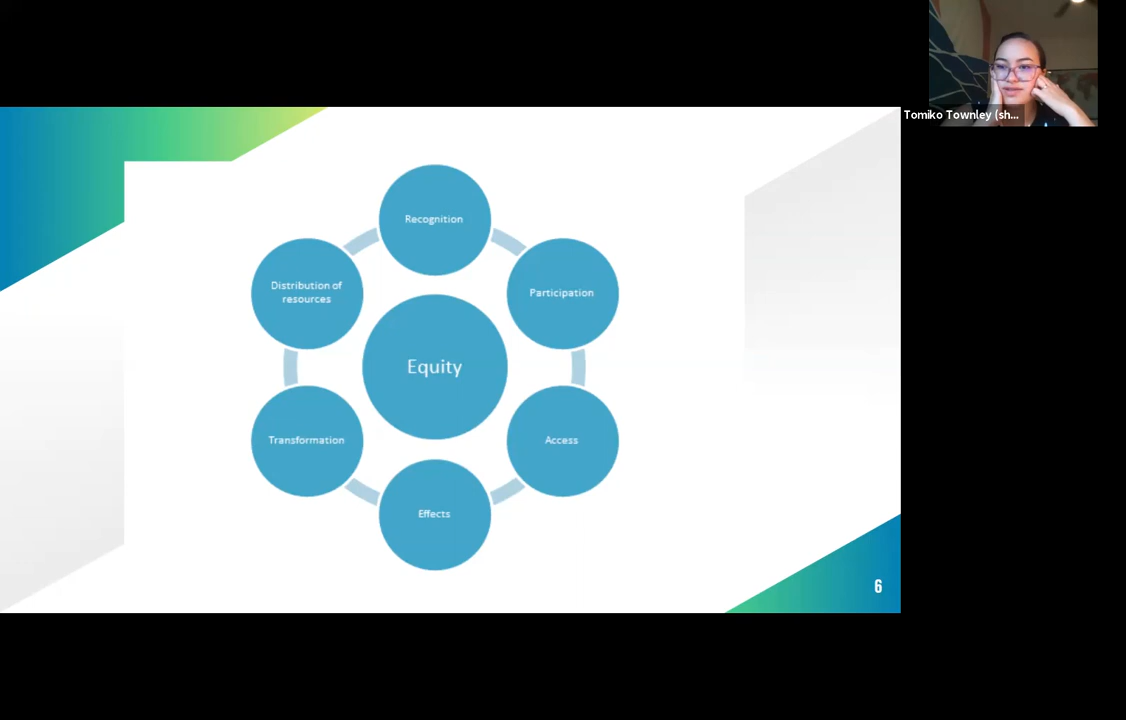 Tomiko Townley (sh...
Recognition
Distribution of
resources
Participation
Equity
Transformation
Access
Effects
6